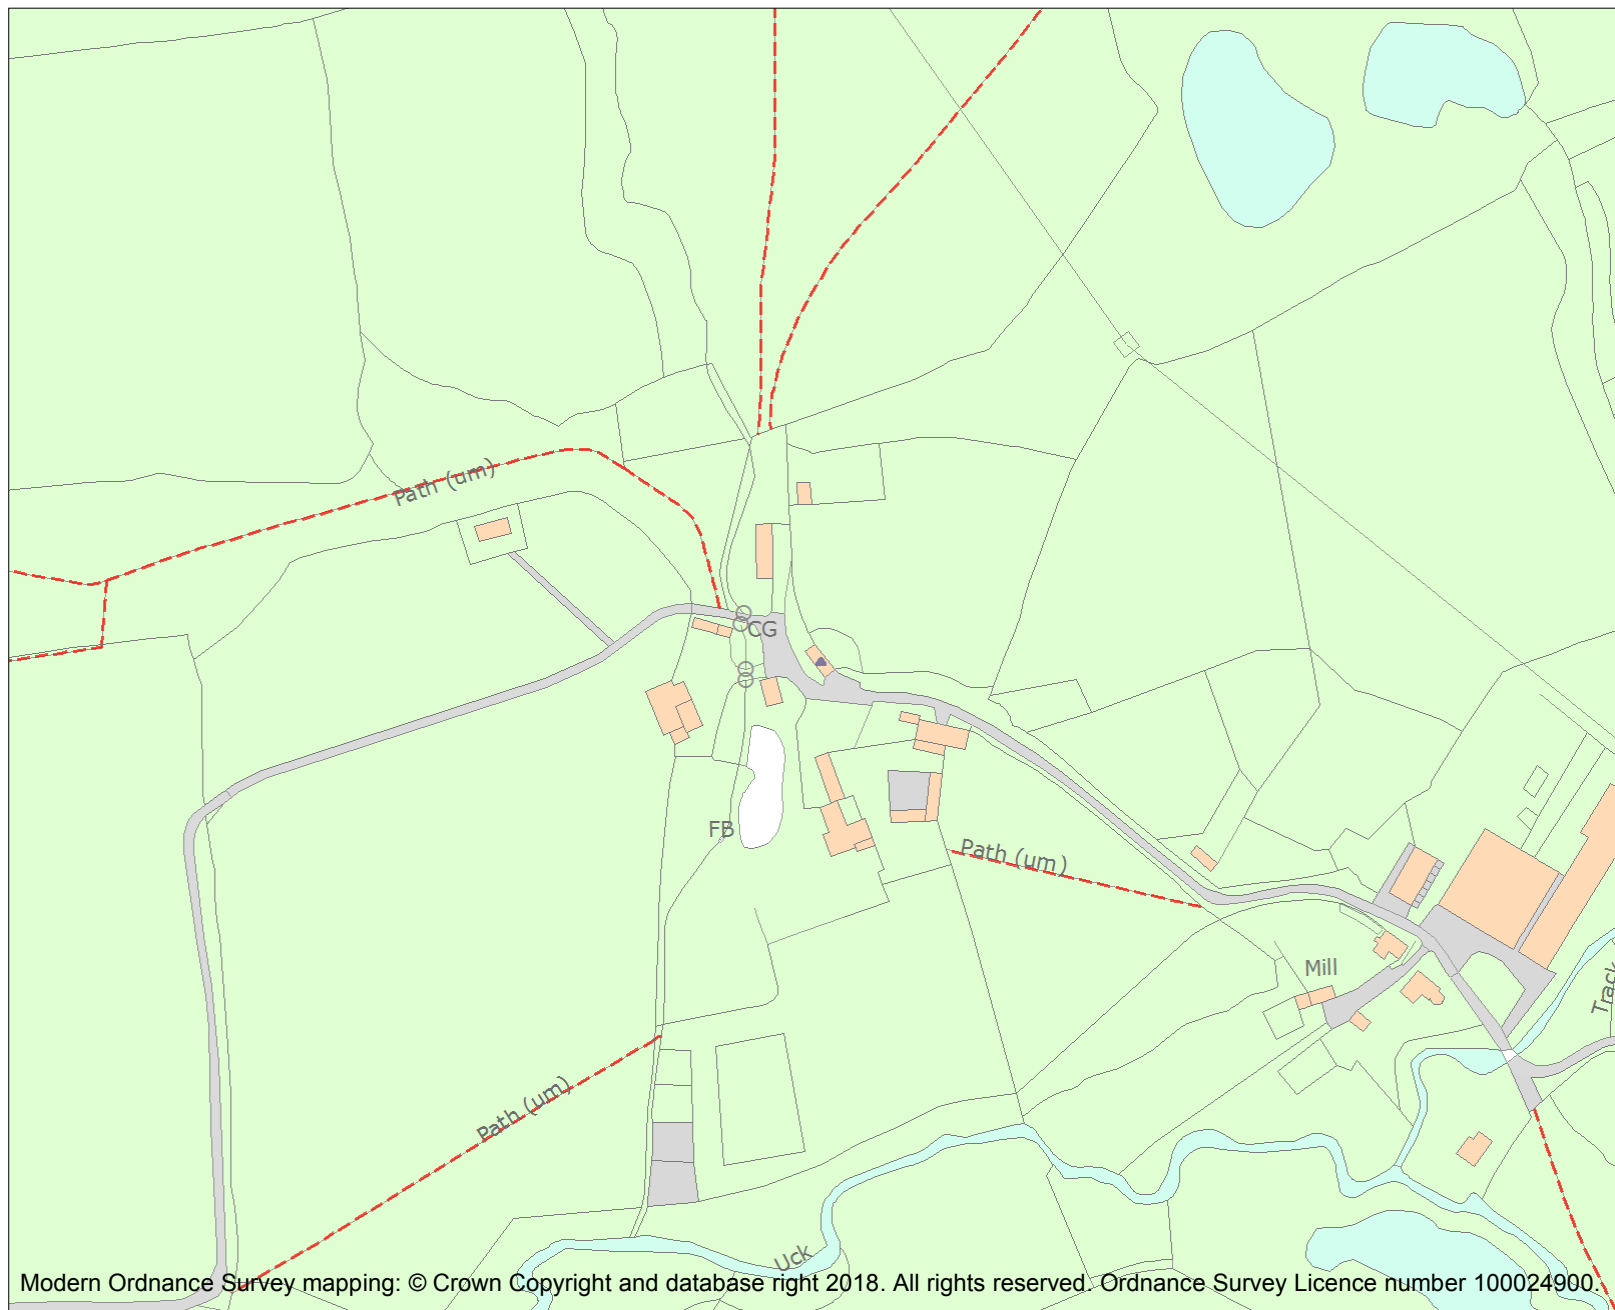 Path (um)
CG
FB
Path (um)
Mill
Track
Path (um)
Uck
Modern Ordnance Survey mapping: © Crown Copyright and database right 2018. All rights reserved. Ordnance Survey Licence number 100024900.